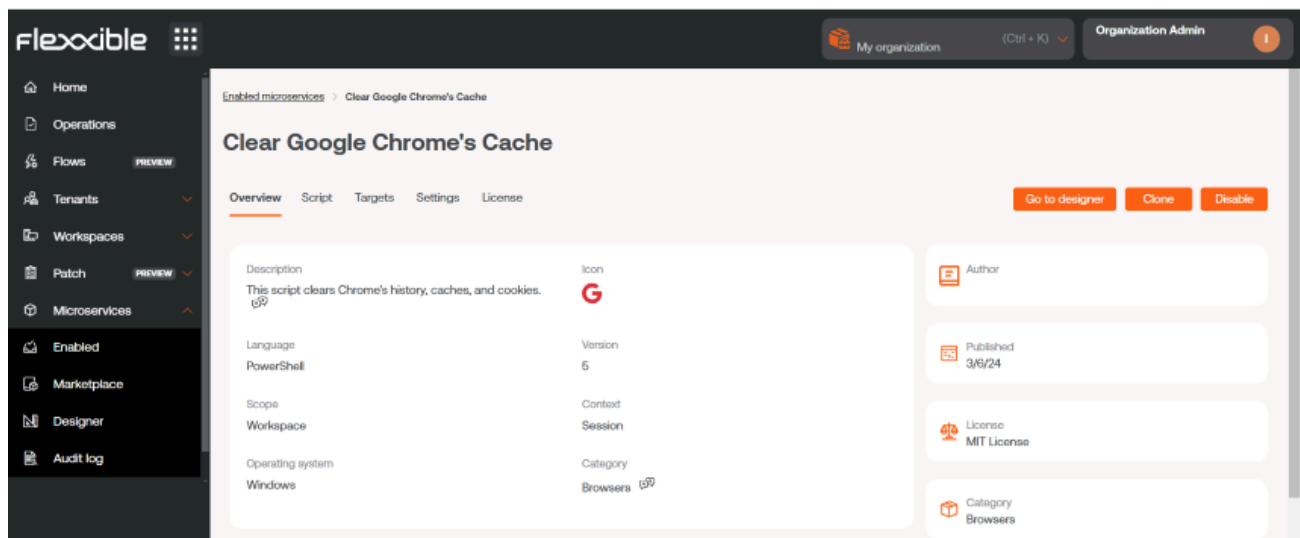 Flexxible
My organization
(Ctrl + K)
Organization Admin
I
Home
Operations
Flows PREVIEW
Tenants
Workspaces
Patch PREVIEW
Microservices
Enabled
Marketplace
Designer
Audit log
Enabled microservices > Clear Google Chrome's Cache
Clear Google Chrome's Cache
Overview Script Targets Settings License
Go to designer Clone Disable
Description
This script clears Chrome's history, caches, and cookies.
Icon
G
Language
PowerShell
Version
5
Scope
Workspace
Context
Session
Operating system
Windows
Category
Browsers
Author
Published
3/6/24
License
MIT License
Category
Browsers